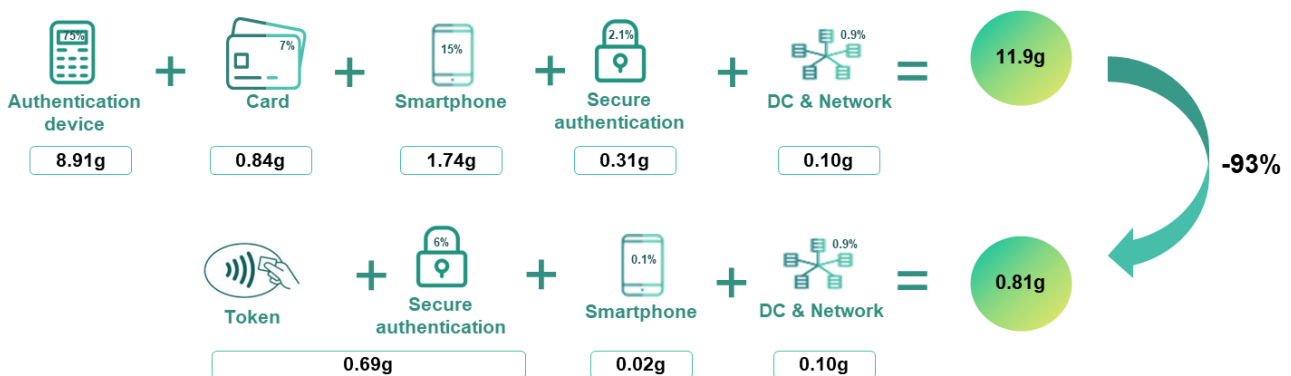 75%
7%
15%
2.1%
0.9%
+ + + + =
11.9g
Authentication
device
Card
Smartphone
Secure
authentication
DC & Network
8.91g
0.84g
1.74g
0.31g
0.10g
-93%
6%
0.1%
0.9%
+ + + =
0.81g
Token
Secure
authentication
Smartphone
DC & Network
0.69g
0.02g
0.10g